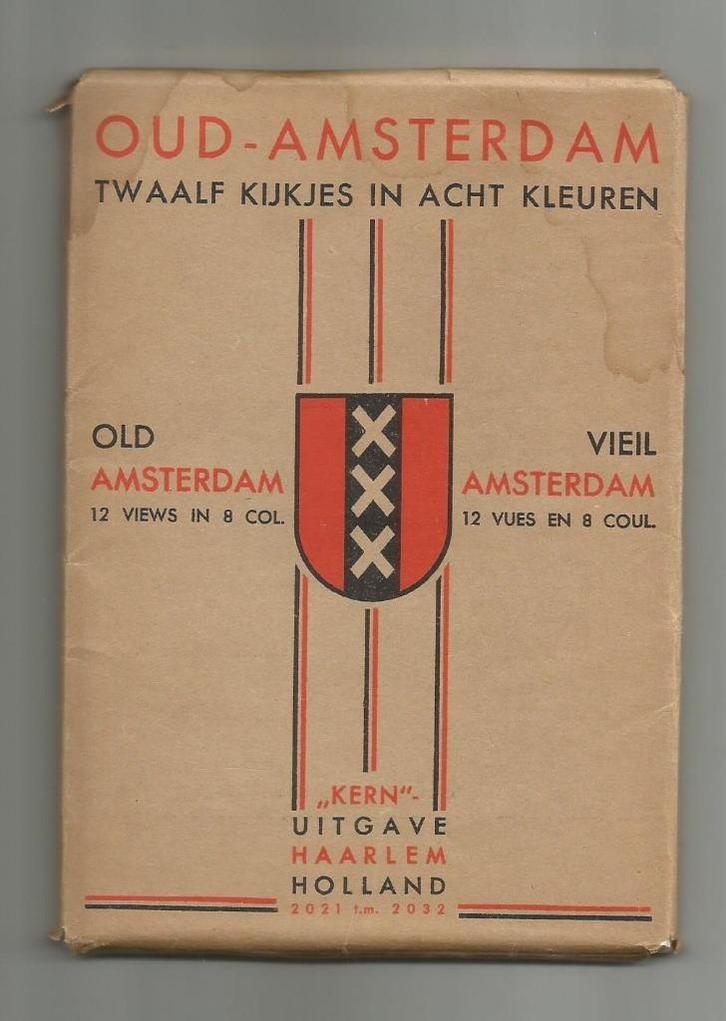 OUD-AMSTERDAM
TWAALF KIJKJES IN ACHT KLEUREN
OLD
AMSTERDAM
12 VIEWS IN 8 COL.
VIEIL
AMSTERDAM
12 VUES EN 8 COUL.
XXX
„KERN“-
UITGAVE
HAARLEM
HOLLAND
2021 t.m. 2032